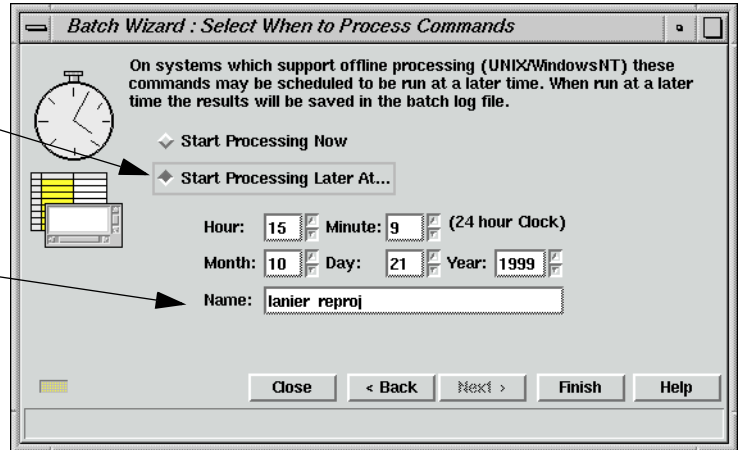 Batch Wizard : Select When to Process Commands
On systems which support offline processing (UNIX/WindowsNT) these
commands may be scheduled to be run at a later time. When run at a later
time the results will be saved in the batch log file.
Start Processing Now
Start Processing Later At...
Hour: 15 Minute: 9 (24 hour Clock)
Month: 10 Day: 21 Year: 1999
Name: lanier reproj
Close < Back Next > Finish Help